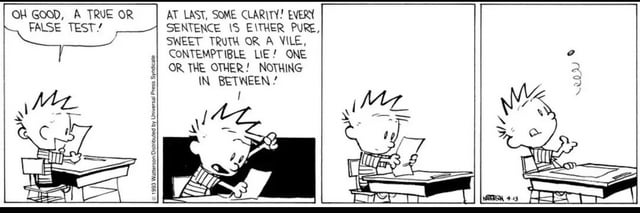 OH GOOD, A TRUE OR
FALSE TEST!
AT LAST, SOME CLARITY! EVERY
SENTENCE IS EITHER PURE,
SWEET TRUTH OR A VILE,
CONTEMPTIBLE LIE! ONE
OR THE OTHER! NOTHING
IN BETWEEN!
© 1993 Watterson/Distributed by Universal Press Syndicate
WATTERSON 4-13